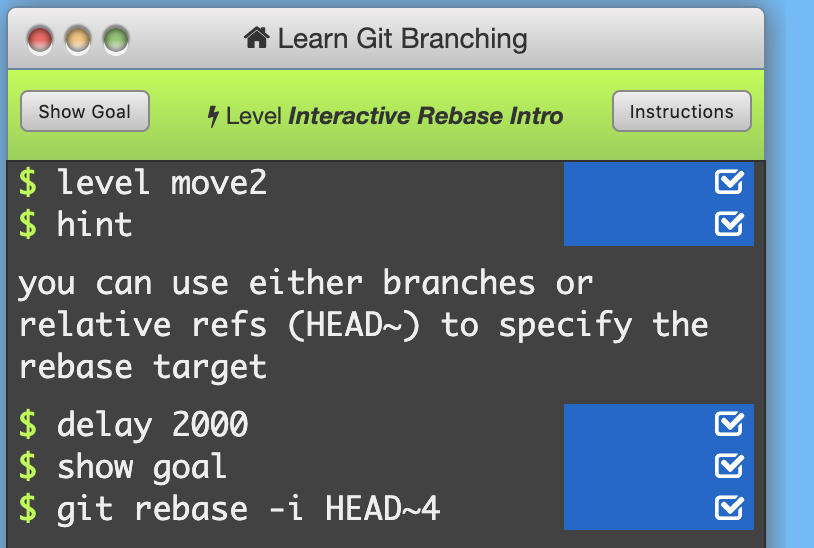 Learn Git Branching
Show Goal
Level Interactive Rebase Intro
Instructions
$ level move2
$ hint
you can use either branches or
relative refs (HEAD~) to specify the
rebase target
$ delay 2000
$ show goal
$ git rebase -i HEAD~4